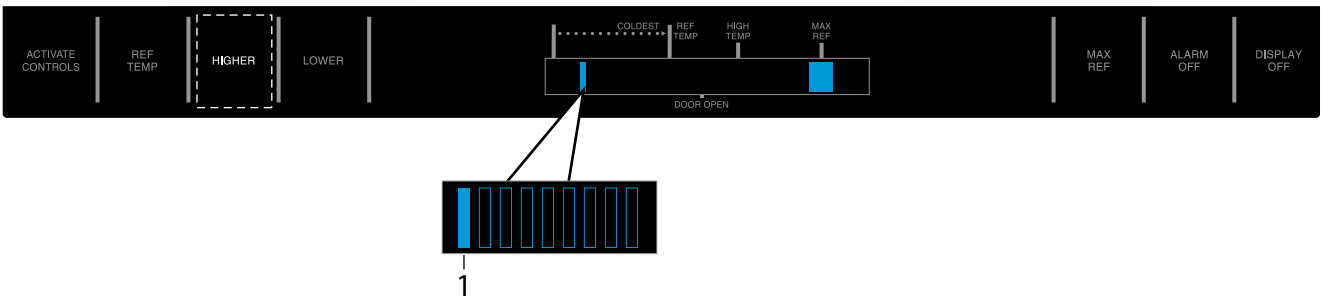 ACTIVATE
CONTROLS
REF
TEMP
HIGHER
LOWER
COLDEST
REF
TEMP
HIGH
TEMP
MAX
REF
DOOR OPEN
MAX
REF
ALARM
OFF
DISPLAY
OFF
1